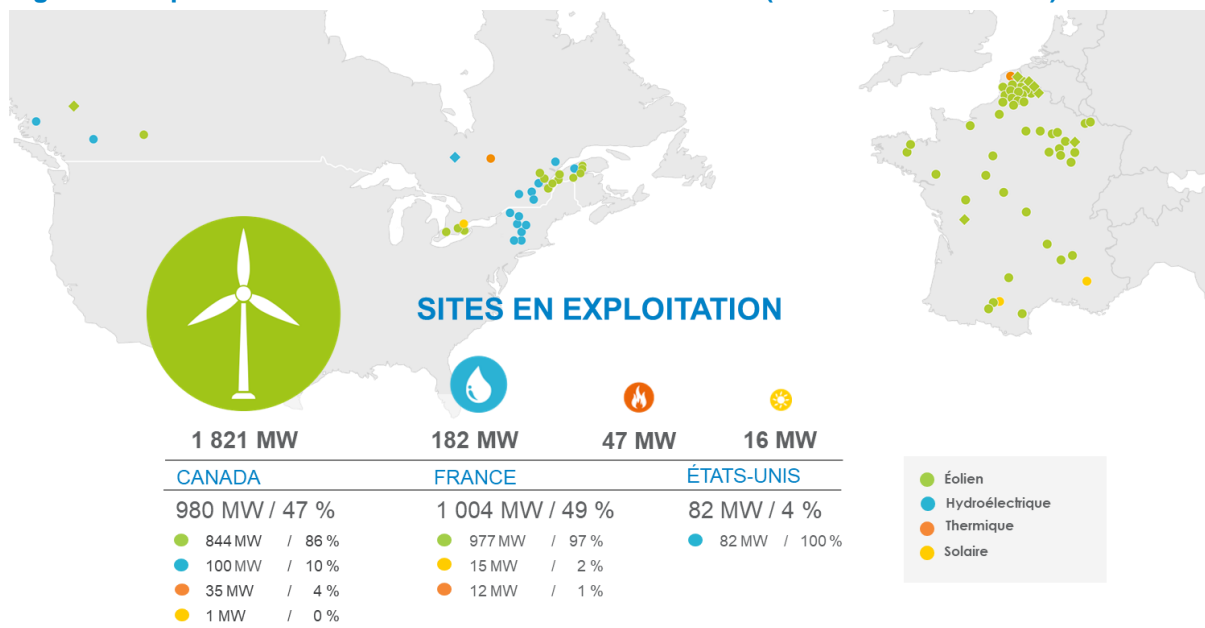 SITES EN EXPLOITATION
1 821 MW
182 MW
47 MW
16 MW
CANADA
FRANCE
ÉTATS-UNIS
980 MW / 47 %
1 004 MW / 49 %
82 MW / 4 %
844 MW / 86 %
977 MW / 97 %
82 MW / 100 %
100 MW / 10 %
15 MW / 2 %
35 MW / 4 %
12 MW / 1 %
1 MW / 0 %
Éolien
Hydroélectrique
Thermique
Solaire